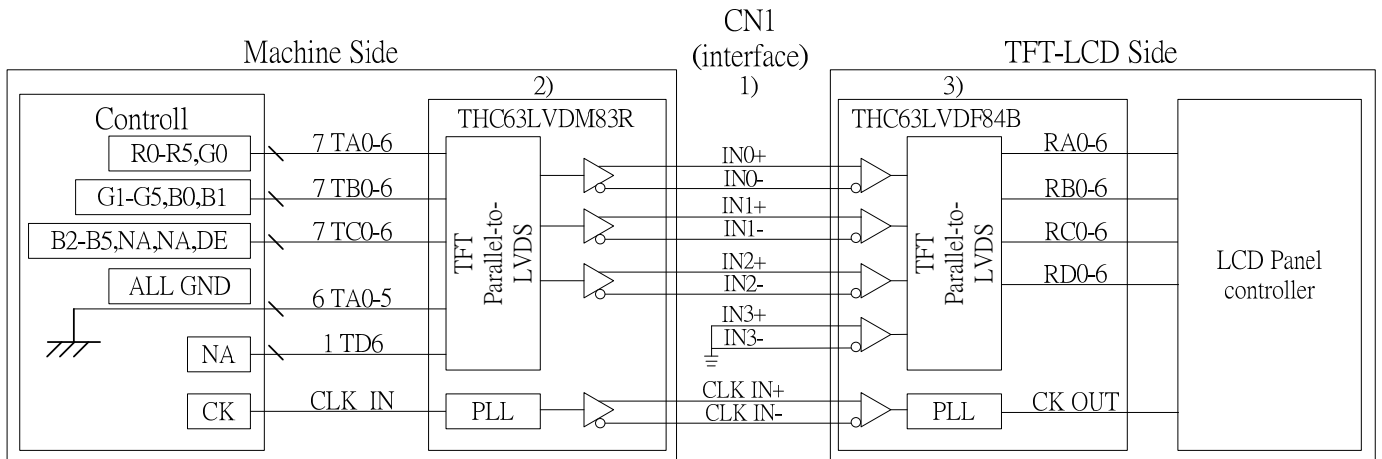 CN1
(interface)
1)
Machine Side
TFT-LCD Side
2)
3)
Controll
THC63LVDM83R
THC63LVDF84B
R0-R5,G0
7 TA0-6
IN0+
IN0-
RA0-6
G1-G5,B0,B1
7 TB0-6
IN1+
IN1-
RB0-6
B2-B5,NA,NA,DE
7 TC0-6
IN2+
IN2-
RC0-6
ALL GND
6 TA0-5
IN3+
IN3-
RD0-6
NA
1 TD6
TFT
Parallel-to-
LVDS
TFT
Parallel-to-
LVDS
LCD Panel
controller
CK
CLK IN
PLL
CLK IN+
CLK IN-
PLL
CK OUT